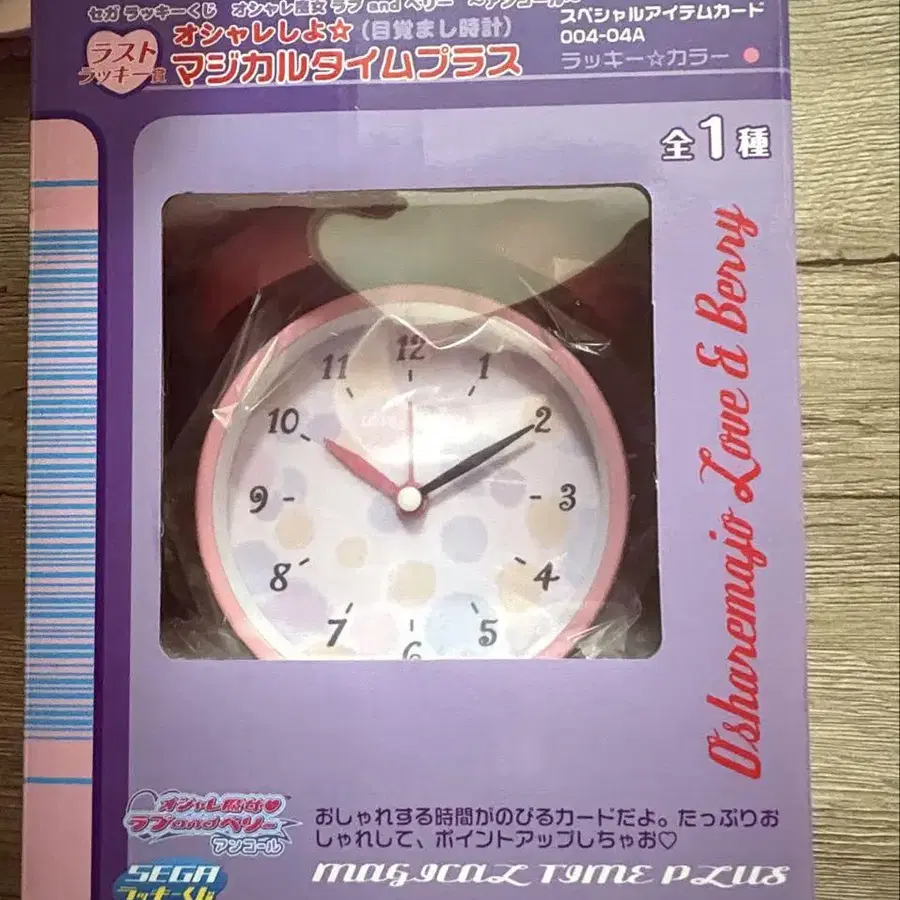 セガ ラッキーくじ オシャレ魔女 ラブ and ベリー ～アンコール～
ラスト
ラッキー賞
オシャレしよ☆（目覚まし時計）
マジカルタイムプラス
スペシャルアイテムカード
004-04A
ラッキー☆カラー
全1種
12
11
1
10
2
9
3
8
4
7
5
6
Osharemajo Love & Berry
オシャレ魔女♥
ラブandベリー
アンコール
SEGA
ラッキーくじ
おしゃれする時間がのびるカードだよ。たっぷりお
しゃれして、ポイントアップしちゃお♡
MAGICAL TIME PLUS